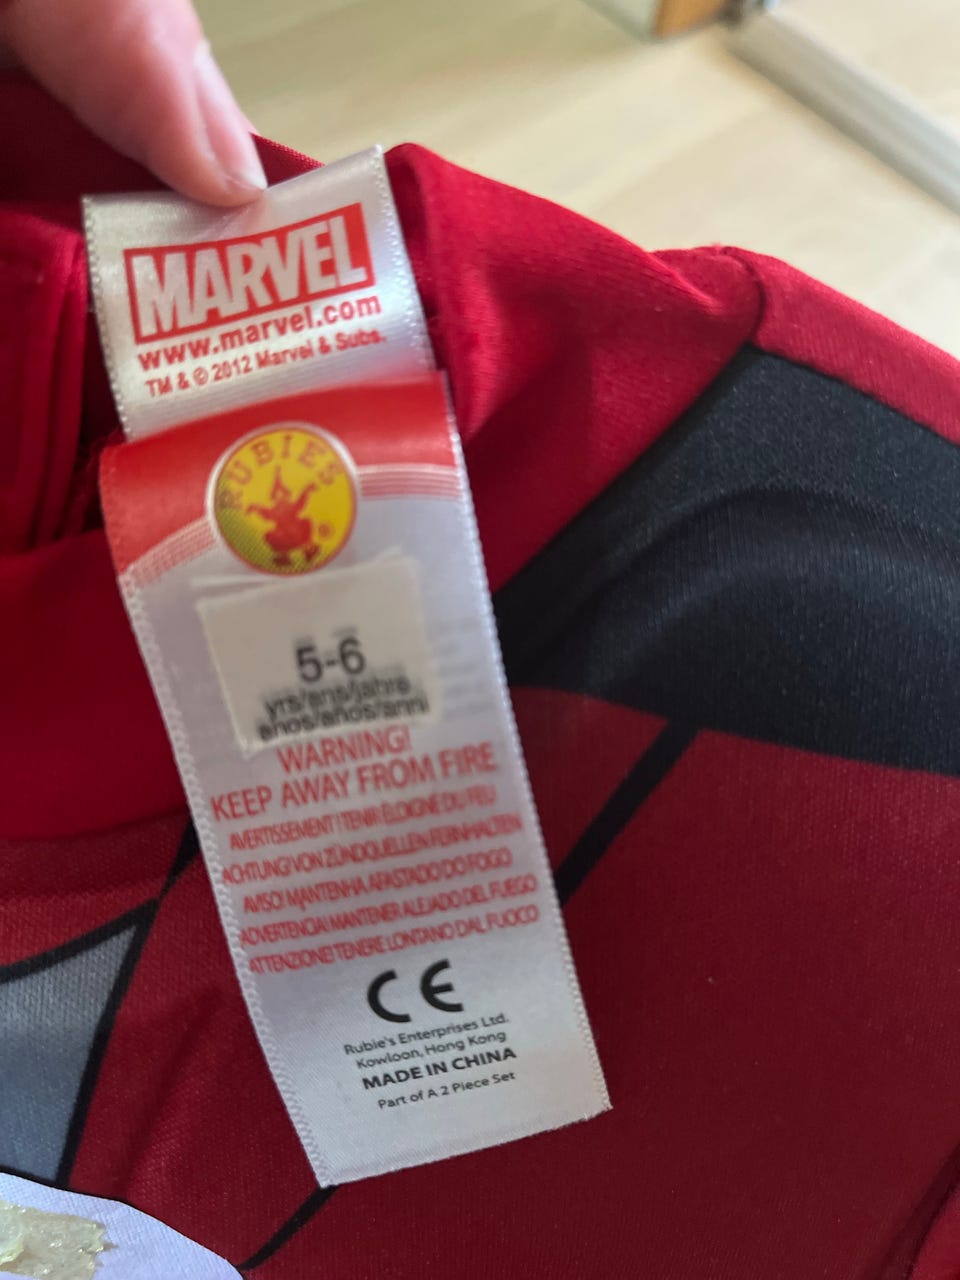 MARVEL
www.marvel.com
TM & © 2012 Marvel & Subs.
RUBIE'S
®
5-6
yrs/ans/jahre
años/años/anni
WARNING!
KEEP AWAY FROM FIRE
AVERTISSEMENT! TENIR ÉLOIGNÉ DU FEU
ACHTUNG! VON ZÜNDQUELLEN FERNHALTEN
AVISO! MANTENHA AFASTADO DO FOGO
ADVERTENCIA! MANTENER ALEJADO DEL FUEGO
ATTENZIONE! TENERE LONTANO DAL FUOCO
CE
Rubie's Enterprises Ltd.
Kowloon, Hong Kong
MADE IN CHINA
Part of A 2 Piece Set